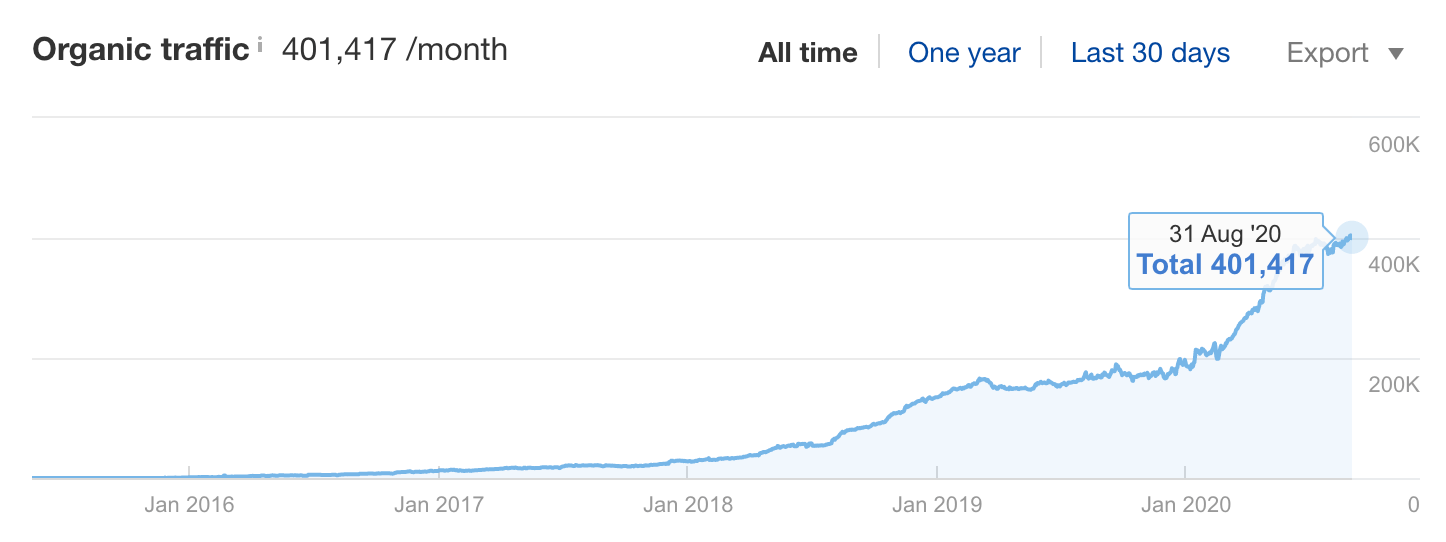 Organic traffic i 401,417 /month
All time One year Last 30 days Export
600K
31 Aug '20
Total 401,417
400K
200K
Jan 2016 Jan 2017 Jan 2018 Jan 2019 Jan 2020 0